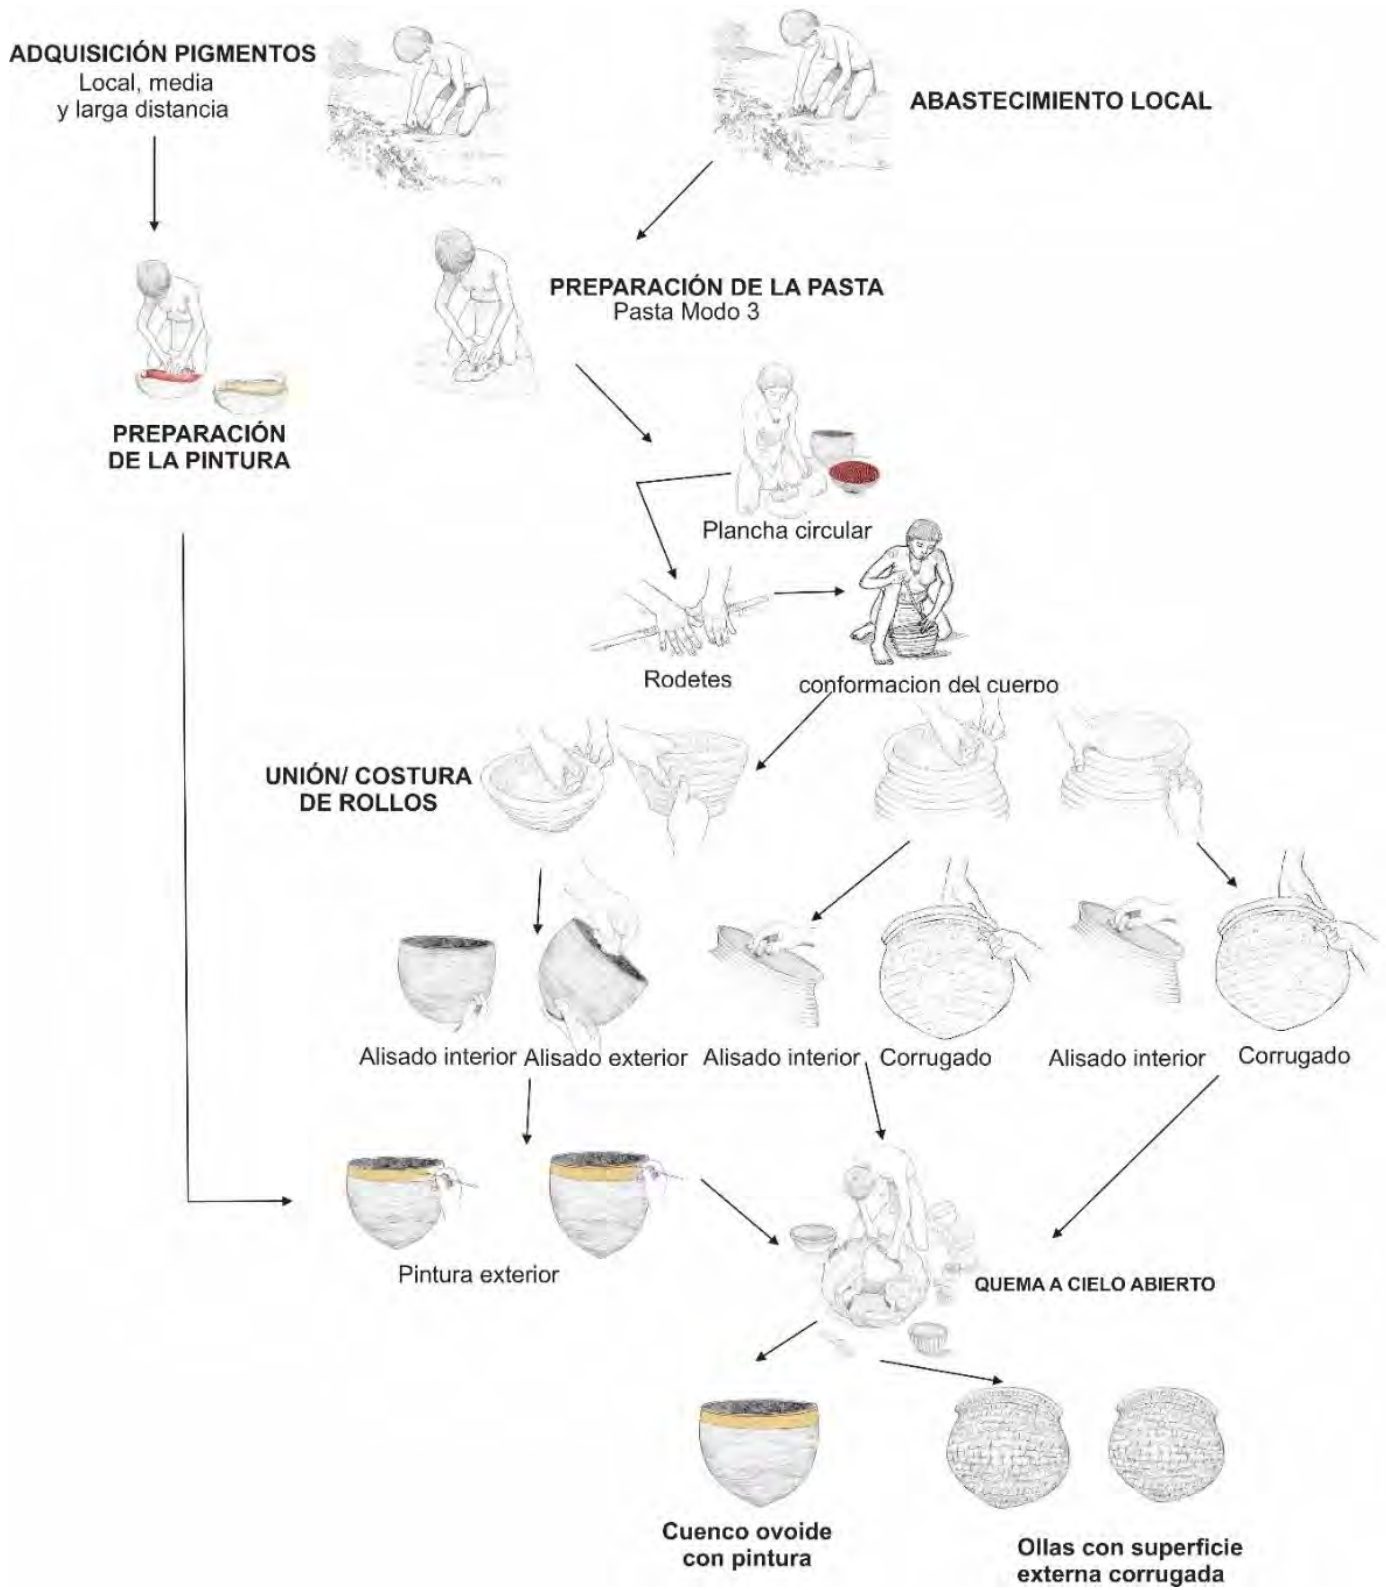 ADQUISICIÓN PIGMENTOS
Local, media
y larga distancia
ABASTECIMIENTO LOCAL
PREPARACIÓN DE LA PASTA
Pasta Modo 3
PREPARACIÓN
DE LA PINTURA
Plancha circular
Rodetes
conformacion del cuerpo
UNIÓN/ COSTURA
DE ROLLOS
Alisado interior
Alisado exterior
Alisado interior
Corrugado
Alisado interior
Corrugado
Pintura exterior
QUEMA A CIELO ABIERTO
Cuenco ovoide
con pintura
Ollas con superficie
externa corrugada